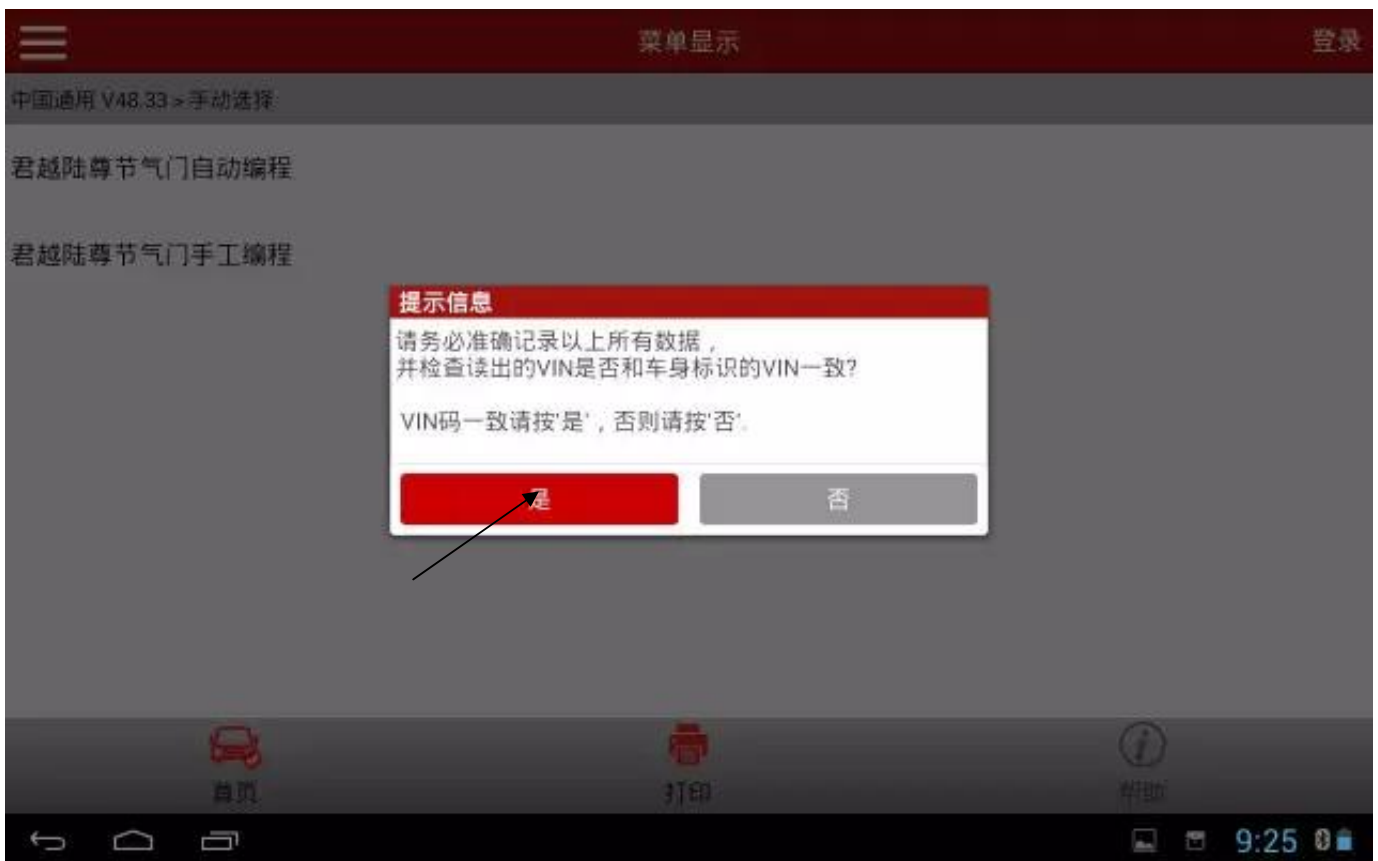 菜单显示
登录
中国通用 V48.33 > 手动选择
君越陆尊节气门自动编程
君越陆尊节气门手工编程
提示信息
请务必准确记录以上所有数据，
并检查读出的VIN是否和车身标识的VIN一致?
VIN码一致请按'是'，否则请按'否'.
是
否
首页
打印
帮助
9:25